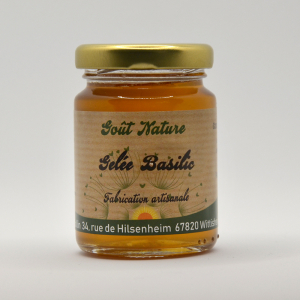 Goût Nature
Gelée Basilic
Fabrication artisanale
34, rue de Hilsenheim 67820